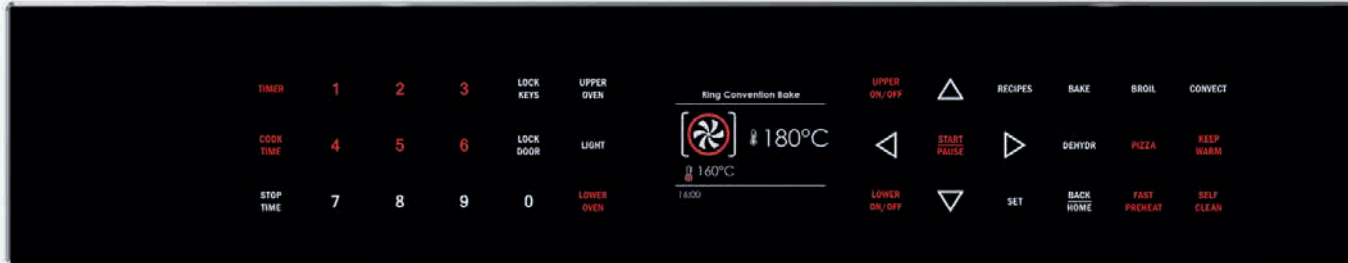 TIMER 1 2 3 LOCK KEYS UPPER OVEN
COOK TIME 4 5 6 LOCK DOOR LIGHT
STOP TIME 7 8 9 0 LOWER OVEN
Ring Convention Bake
180°C
160°C
16:00
UPPER ON/OFF RECIPES BAKE BROIL CONVECT
START PAUSE DEHYDR PIZZA KEEP WARM
LOWER ON/OFF SET BACK HOME FAST PREHEAT SELF CLEAN